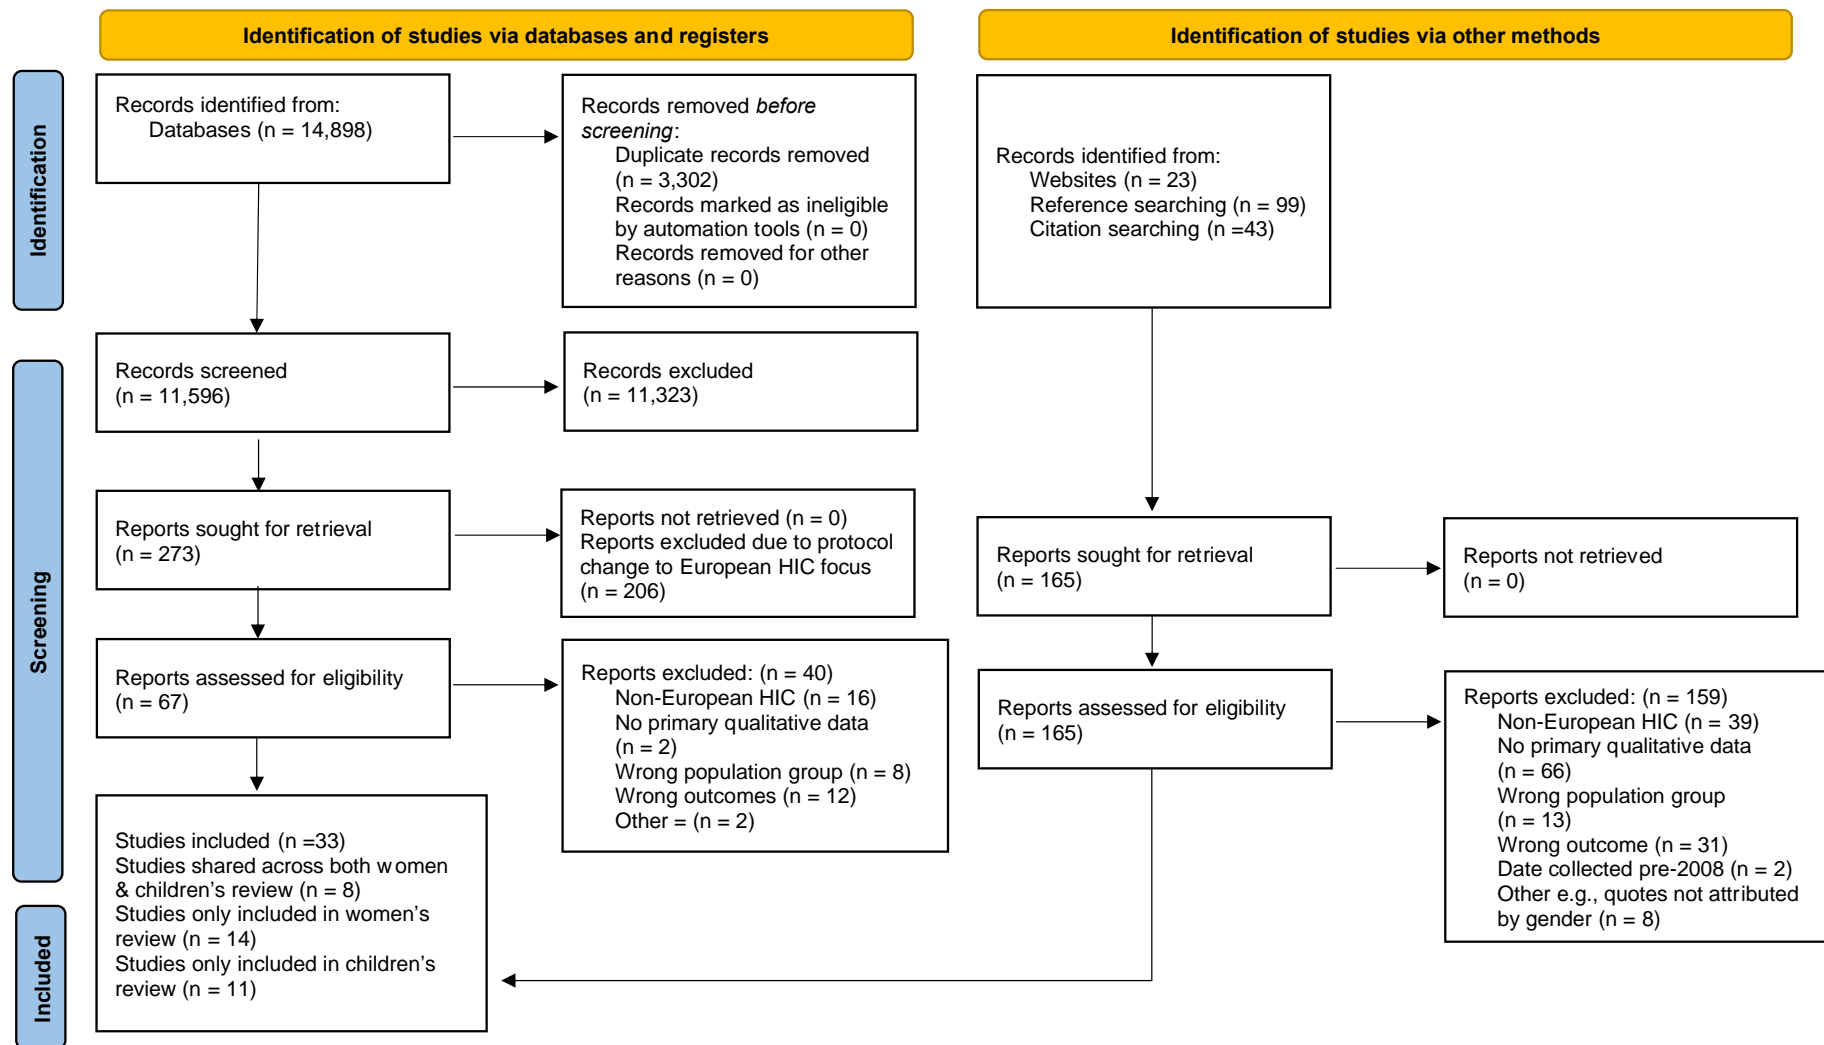 Identification of studies via databases and registers
Identification of studies via other methods
Identification
Records identified from:
Databases (n = 14,898)
Records removed before
screening:
Duplicate records removed
(n = 3,302)
Records marked as ineligible
by automation tools (n = 0)
Records removed for other
reasons (n = 0)
Records identified from:
Websites (n = 23)
Reference searching (n = 99)
Citation searching (n =43)
Screening
Records screened
(n = 11,596)
Records excluded
(n = 11,323)
Reports sought for retrieval
(n = 273)
Reports not retrieved (n = 0)
Reports excluded due to protocol
change to European HIC focus
(n = 206)
Reports sought for retrieval
(n = 165)
Reports not retrieved
(n = 0)
Reports assessed for eligibility
(n = 67)
Reports excluded: (n = 40)
Non-European HIC (n = 16)
No primary qualitative data
(n = 2)
Wrong population group (n = 8)
Wrong outcomes (n = 12)
Other = (n = 2)
Reports assessed for eligibility
(n = 165)
Reports excluded: (n = 159)
Non-European HIC (n = 39)
No primary qualitative data
(n = 66)
Wrong population group
(n = 13)
Wrong outcome (n = 31)
Date collected pre-2008 (n = 2)
Other e.g., quotes not attributed
by gender (n = 8)
Included
Studies included (n =33)
Studies shared across both women
& children’s review (n = 8)
Studies only included in women’s
review (n = 14)
Studies only included in children’s
review (n = 11)